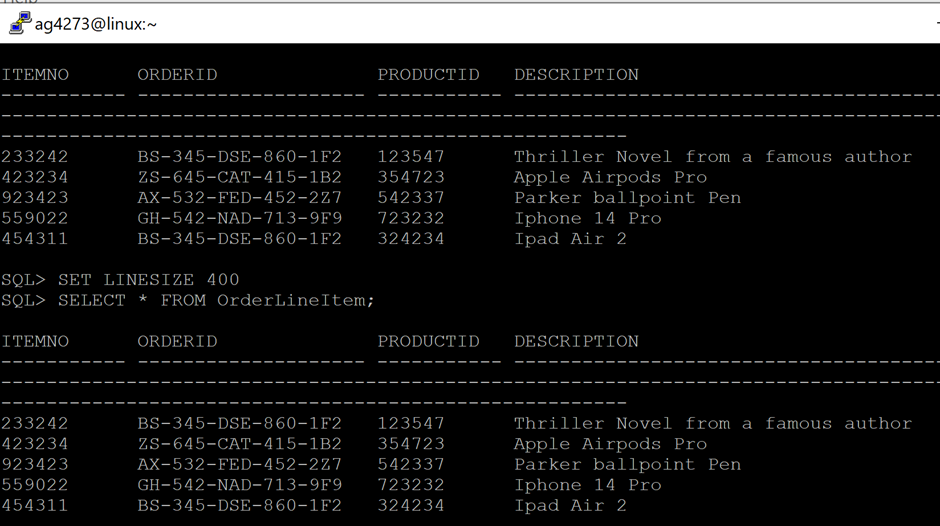 ag4273@linux:~
ITEMNO ORDERID PRODUCTID DESCRIPTION
----------- -------------------- ----------- --------------------------------------
-----------------------------------------------------------------------------------
-------------------------------------------------------
233242 BS-345-DSE-860-1F2 123547 Thriller Novel from a famous author
423234 ZS-645-CAT-415-1B2 354723 Apple Airpods Pro
923423 AX-532-FED-452-2Z7 542337 Parker ballpoint Pen
559022 GH-542-NAD-713-9F9 723232 Iphone 14 Pro
454311 BS-345-DSE-860-1F2 324234 Ipad Air 2
SQL> SET LINESIZE 400
SQL> SELECT * FROM OrderLineItem;
ITEMNO ORDERID PRODUCTID DESCRIPTION
----------- -------------------- ----------- --------------------------------------
-----------------------------------------------------------------------------------
-------------------------------------------------------
233242 BS-345-DSE-860-1F2 123547 Thriller Novel from a famous author
423234 ZS-645-CAT-415-1B2 354723 Apple Airpods Pro
923423 AX-532-FED-452-2Z7 542337 Parker ballpoint Pen
559022 GH-542-NAD-713-9F9 723232 Iphone 14 Pro
454311 BS-345-DSE-860-1F2 324234 Ipad Air 2